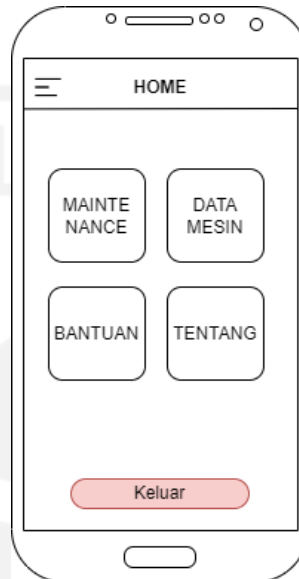 HOME
MAINTE
NANCE
DATA
MESIN
BANTUAN
TENTANG
Keluar